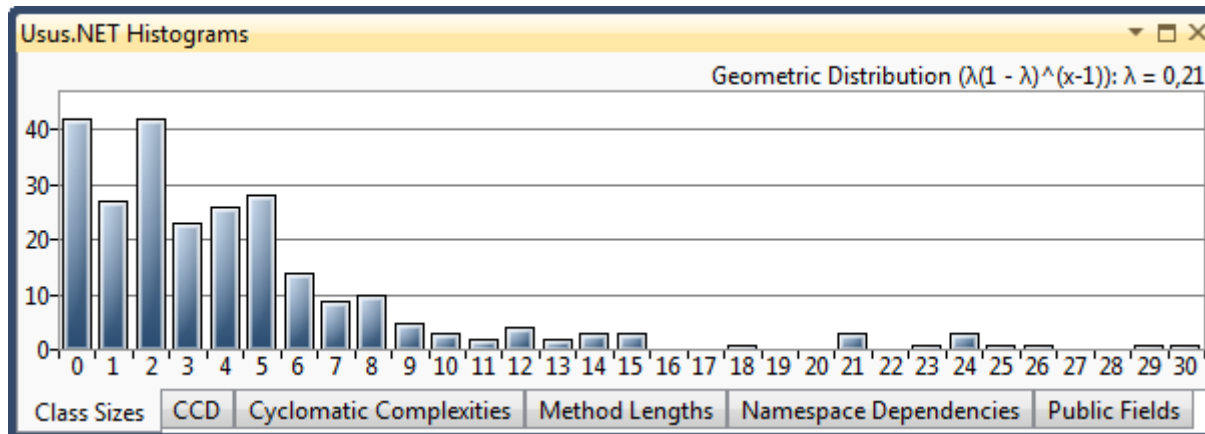 Usus.NET Histograms
Geometric Distribution (λ(1 - λ)^(x-1)): λ = 0,21
40
30
20
10
0
0 1 2 3 4 5 6 7 8 9 10 11 12 13 14 15 16 17 18 19 20 21 22 23 24 25 26 27 28 29 30
Class Sizes CCD Cyclomatic Complexities Method Lengths Namespace Dependencies Public Fields